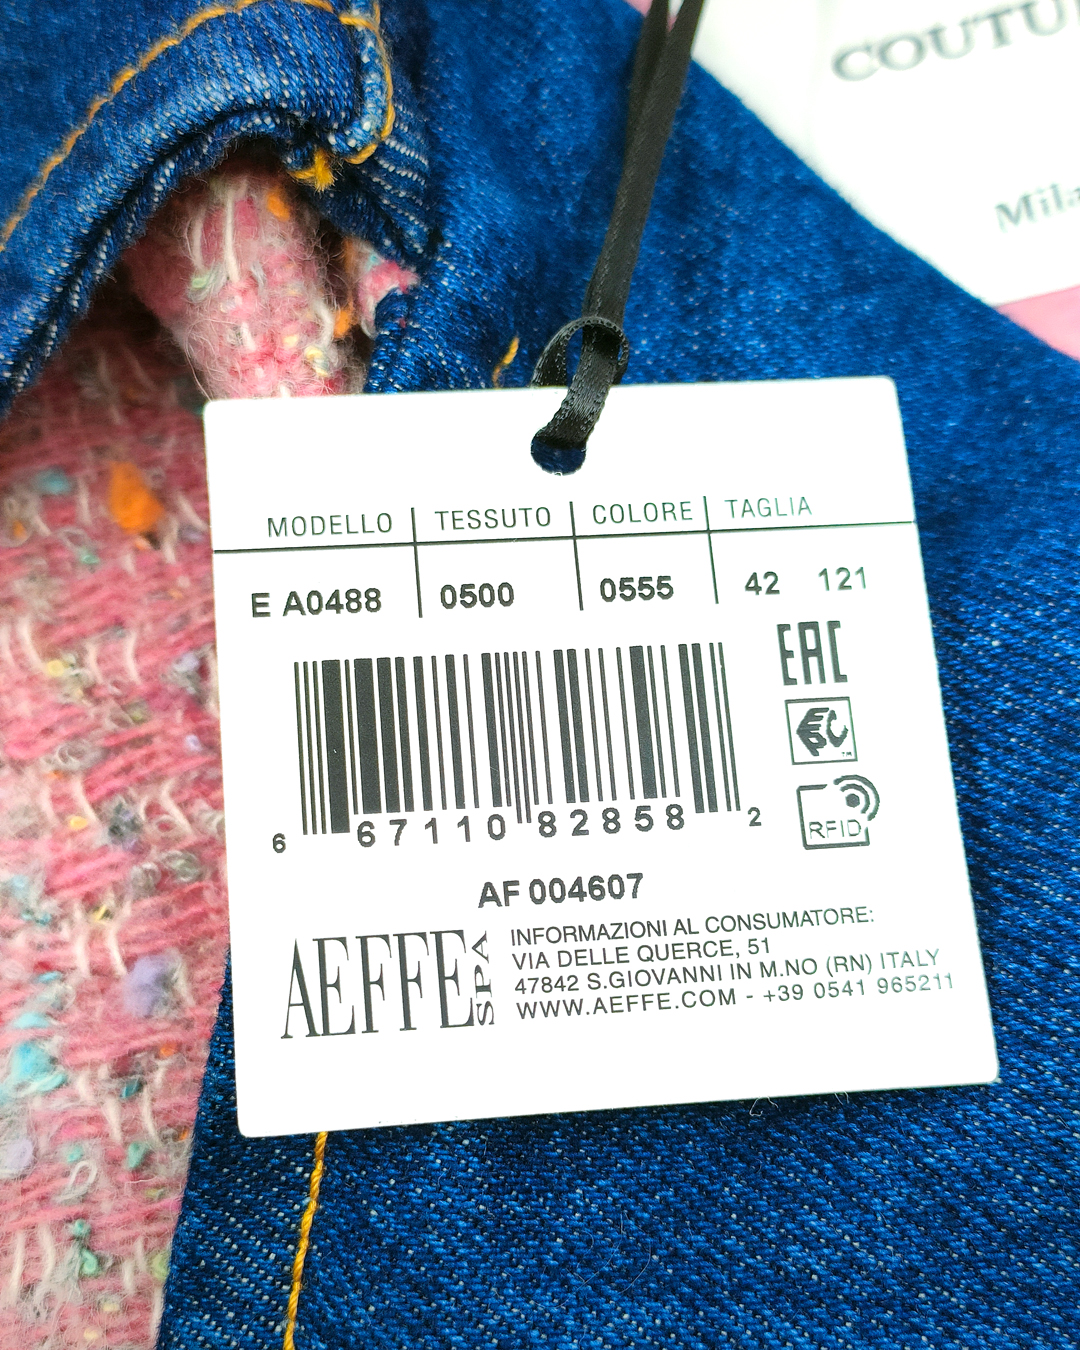 MODELLO TESSUTO COLORE TAGLIA
E A0488 0500 0555 42 121
EAC
EPC
TM
RFID
6 67110 82858 2
AF 004607
AEFFE SPA
INFORMAZIONI AL CONSUMATORE:
VIA DELLE QUERCE, 51
47842 S.GIOVANNI IN M.NO (RN) ITALY
WWW.AEFFE.COM - +39 0541 965211